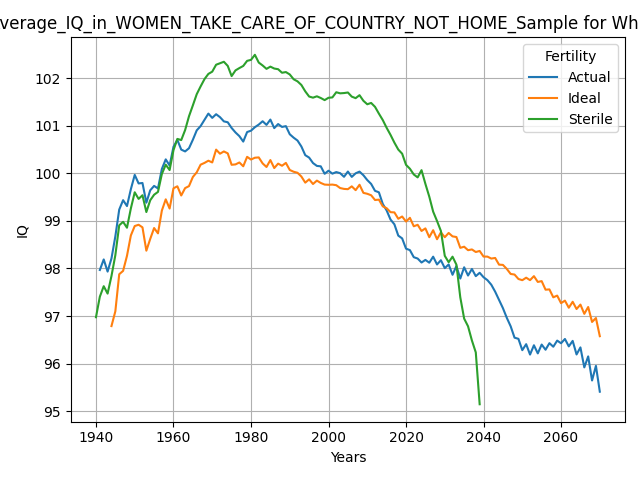 verage_IQ_in_WOMEN_TAKE_CARE_OF_COUNTRY_NOT_HOME_Sample for Wh
Fertility
Actual
Ideal
Sterile
IQ
102
101
100
99
98
97
96
95
1940
1960
1980
2000
2020
2040
2060
Years